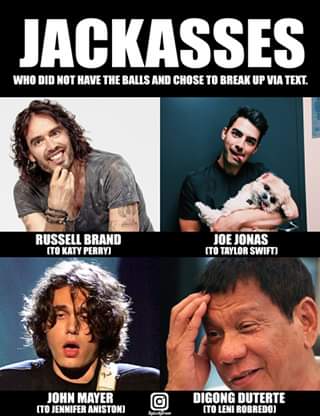 JACKASSES
WHO DID NOT HAVE THE BALLS AND CHOSE TO BREAK UP VIA TEXT.
RUSSELL BRAND
(TO KATY PERRY)
JOE JONAS
(TO TAYLOR SWIFT)
JOHN MAYER
(TO JENNIFER ANISTON)
DIGONG DUTERTE
(TO LENI ROBREDO)